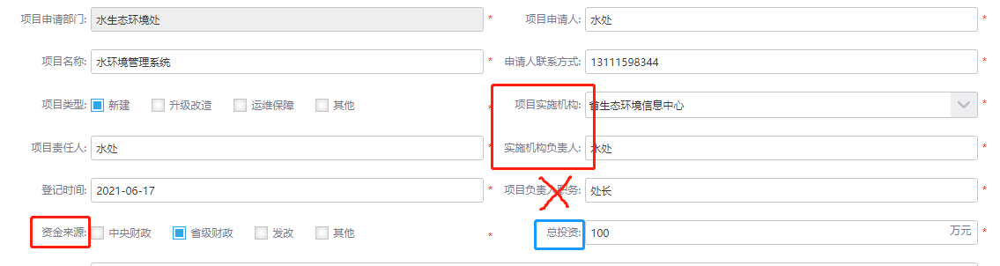 项目申请部门: 水生态环境处 * 项目申请人: 水处 *
项目名称: 水环境管理系统 * 申请人联系方式: 13111598344 *
项目类型: 新建 升级改造 运维保障 其他 * 项目实施机构: 省生态环境信息中心 *
项目责任人: 水处 * 实施机构负责人: 水处 *
登记时间: 2021-06-17 * 项目负责人职务: 处长 *
资金来源: 中央财政 省级财政 发改 其他 * 总投资: 100 万元 *